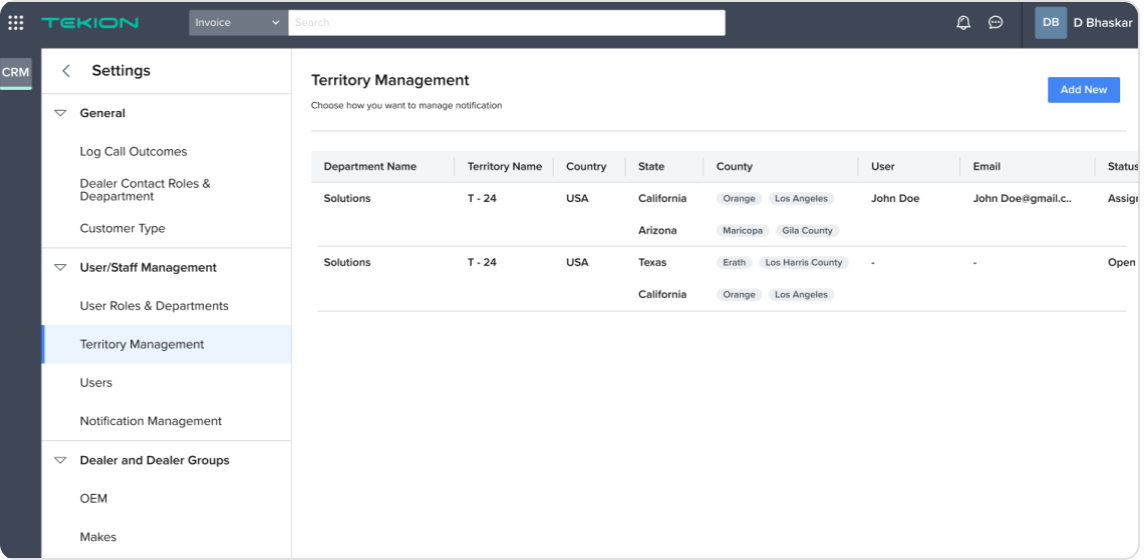 TEKION
Invoice
Search
DB
D Bhaskar
CRM
Settings
General
Log Call Outcomes
Dealer Contact Roles &
Deapartment
Customer Type
User/Staff Management
User Roles & Departments
Territory Management
Users
Notification Management
Dealer and Dealer Groups
OEM
Makes
Territory Management
Choose how you want to manage notification
Add New
Department Name Territory Name Country State County User Email Status
Solutions T - 24 USA California Orange Los Angeles John Doe John Doe@gmail.c.. Assig
Arizona Maricopa Gila County
Solutions T - 24 USA Texas Erath Los Harris County - - Open
California Orange Los Angeles